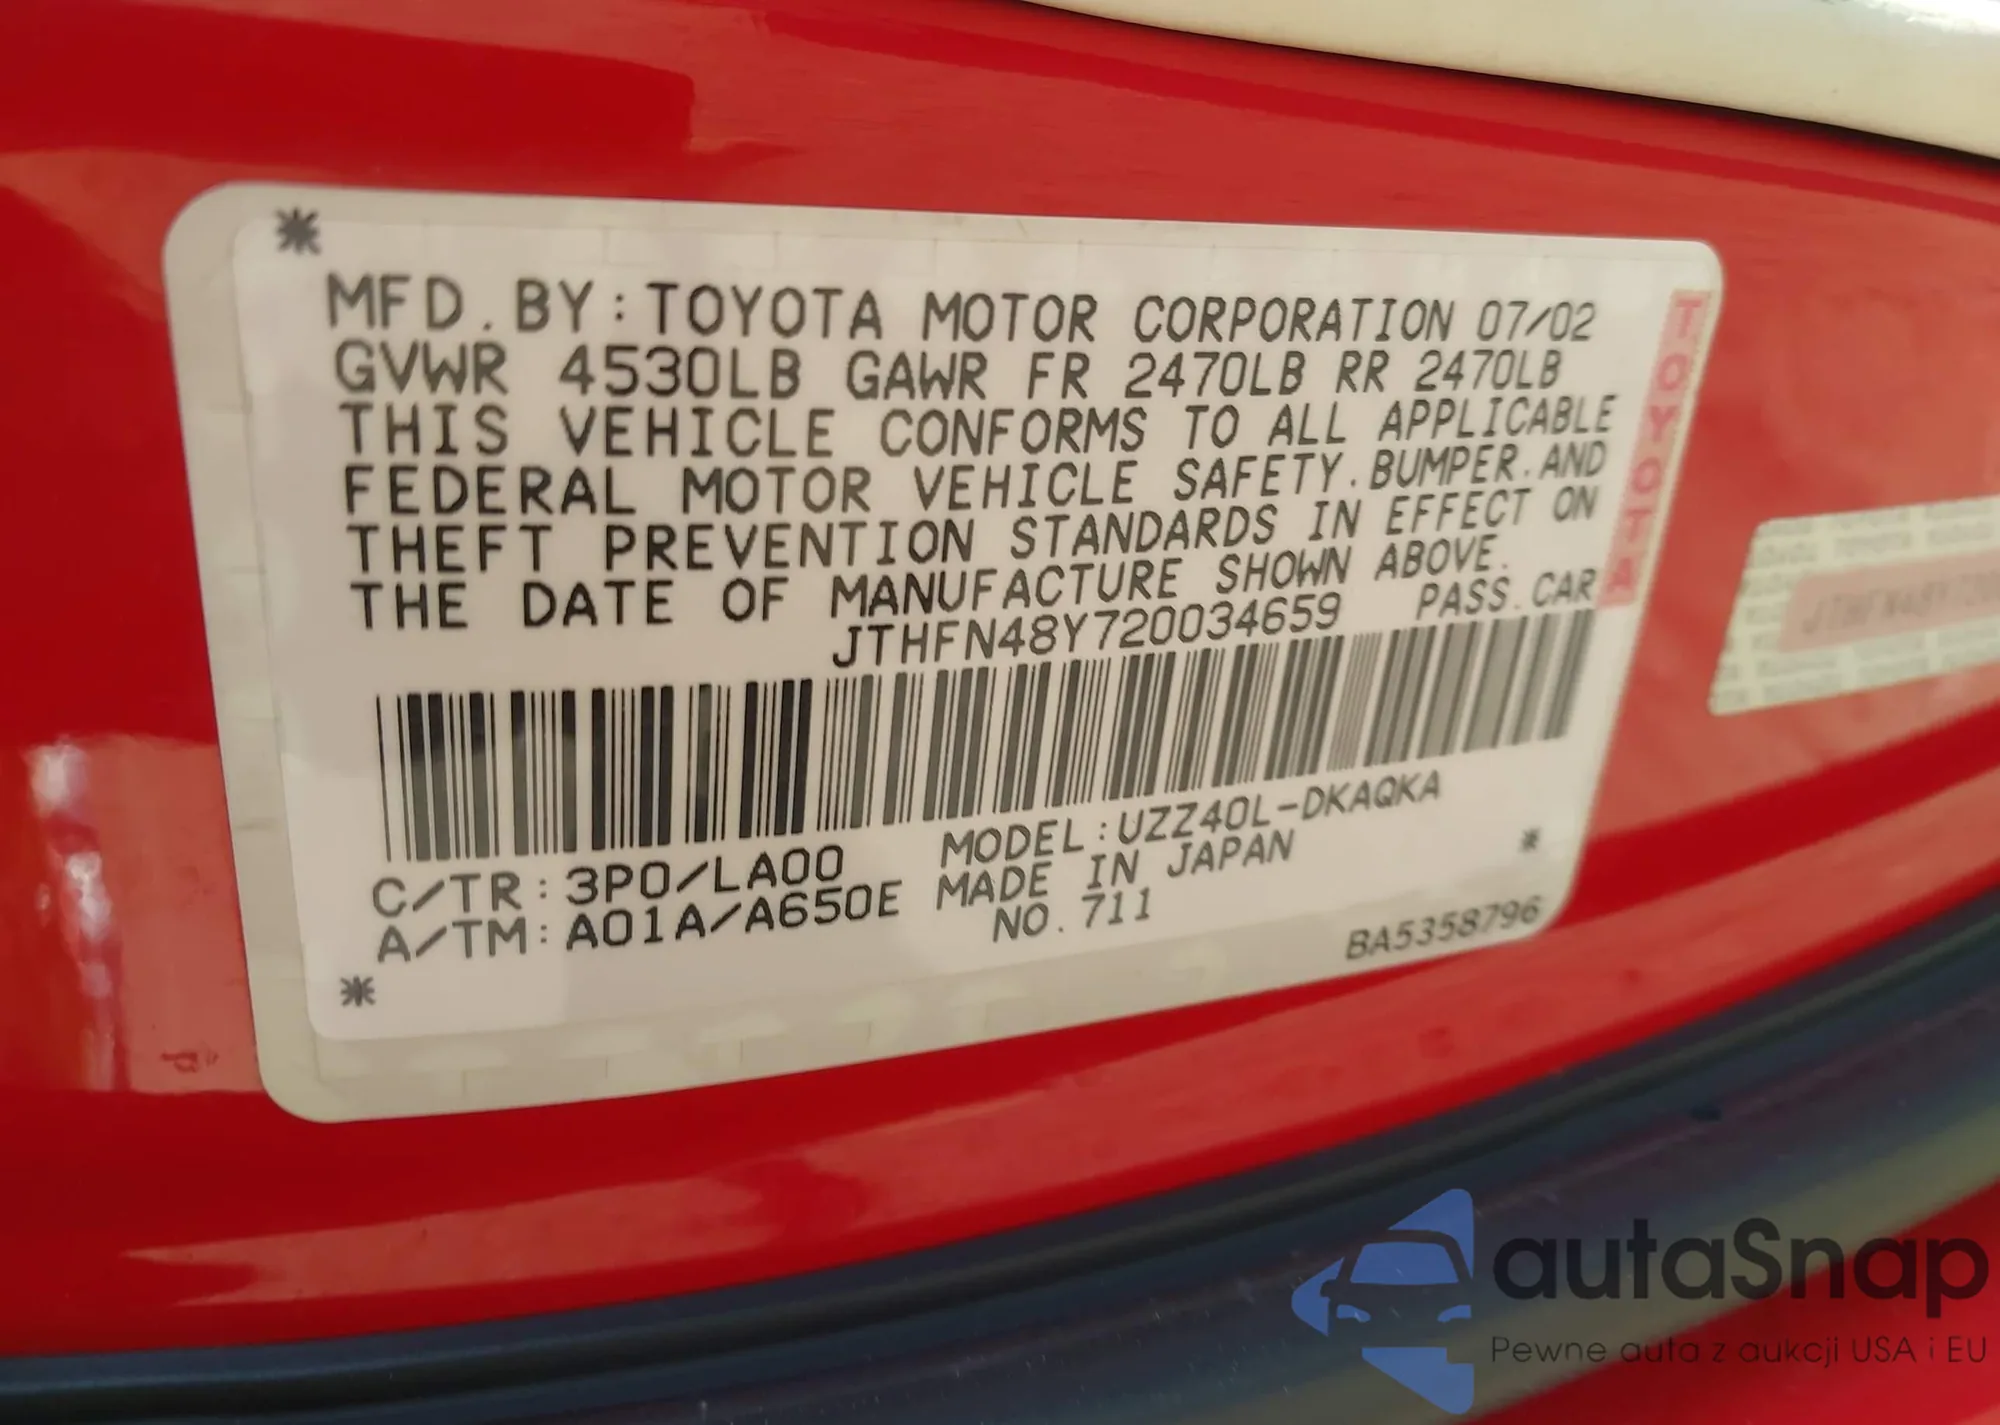 MFD. BY: TOYOTA MOTOR CORPORATION 07/02
GVWR 4530LB GAWR FR 2470LB RR 2470LB
THIS VEHICLE CONFORMS TO ALL APPLICABLE
FEDERAL MOTOR VEHICLE SAFETY. BUMPER. AND
THEFT PREVENTION STANDARDS IN EFFECT ON
THE DATE OF MANUFACTURE SHOWN ABOVE.
JTHFN48Y720034659 PASS. CAR
MODEL: UZZ40L-DKAQKA
C/TR: 3P0/LA00 MADE IN JAPAN
A/TM: A01A/A650E NO. 711
BA5358796
TOYOTA
autaSnap
Pewne auta z aukcji USA i EU